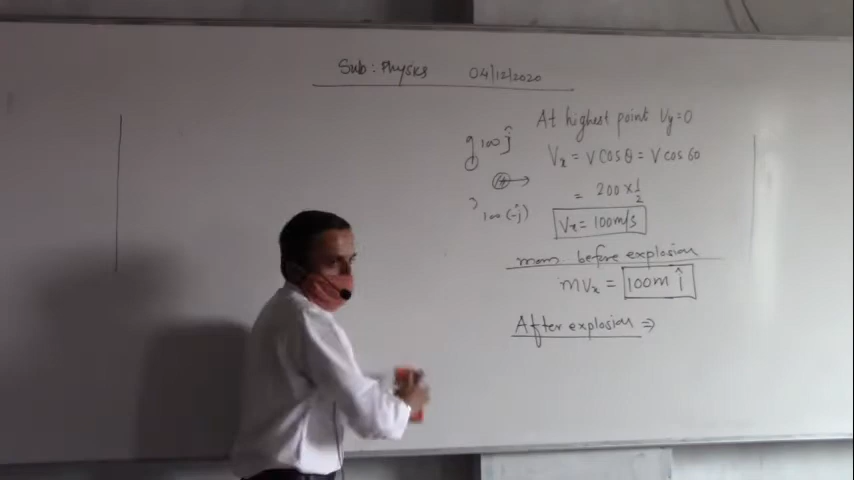 Sub : Physics 04/12/2020
At highest point Vy=0
100 ĵ
Vx = V cos θ = V cos 60
= 200 × 1/2
100 (-ĵ)
Vx = 100m/s
mom before explosion
mVx = 100m î
After explosion ⇒